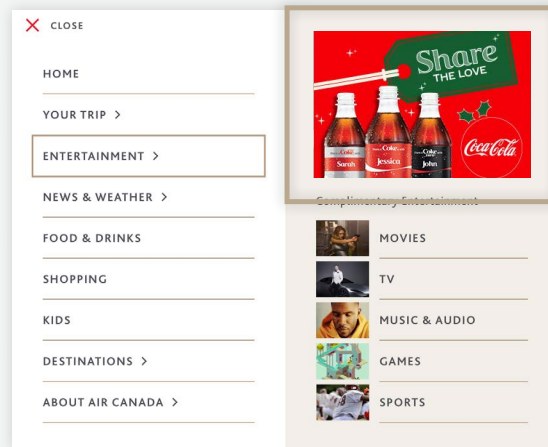 CLOSE
HOME
YOUR TRIP >
ENTERTAINMENT >
NEWS & WEATHER >
FOOD & DRINKS
SHOPPING
KIDS
DESTINATIONS >
ABOUT AIR CANADA >
Share
THE LOVE
Sarah
Jessica
John
Coca-Cola
Complimentary Entertainment
MOVIES
TV
MUSIC & AUDIO
GAMES
SPORTS